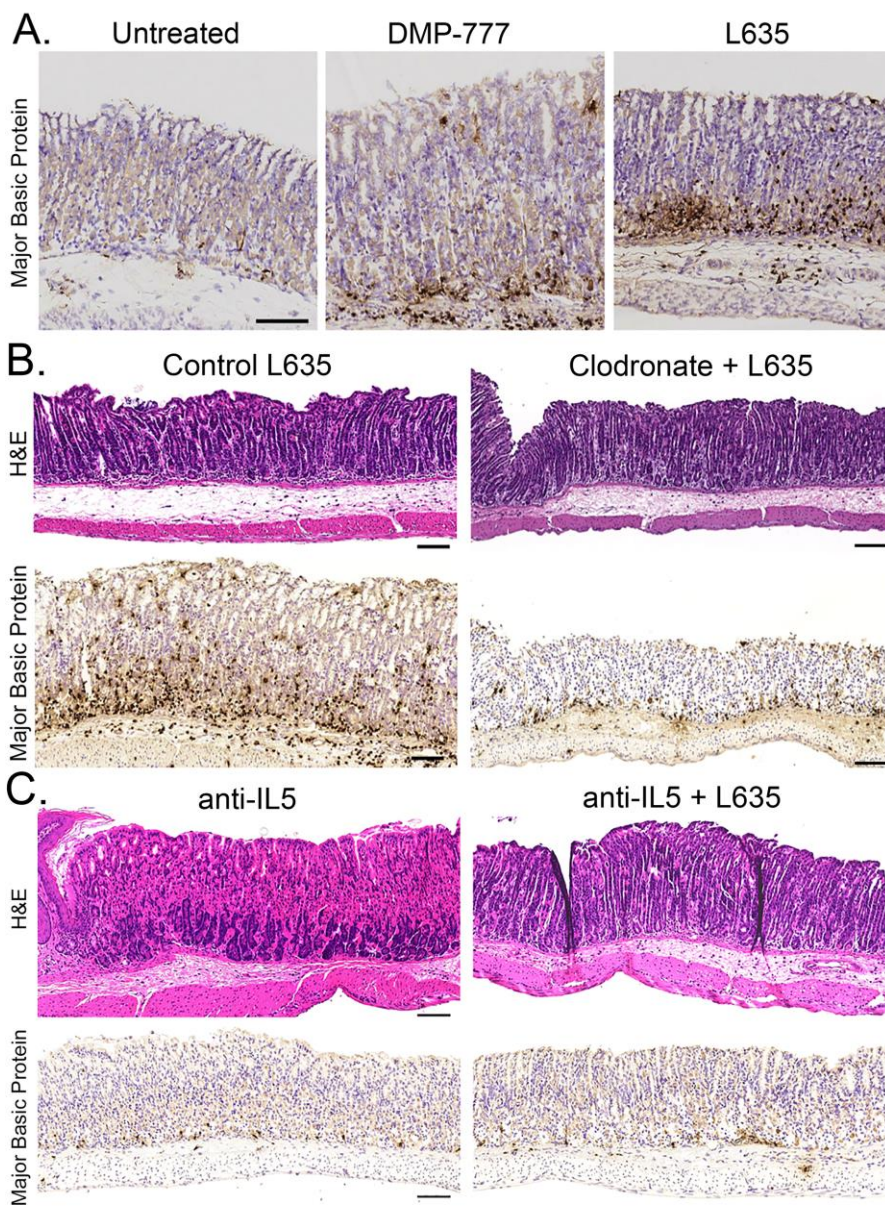 A.
Untreated
DMP-777
L635
Major Basic Protein
B.
Control L635
Clodronate + L635
H&E
Major Basic Protein
C.
anti-IL5
anti-IL5 + L635
H&E
Major Basic Protein